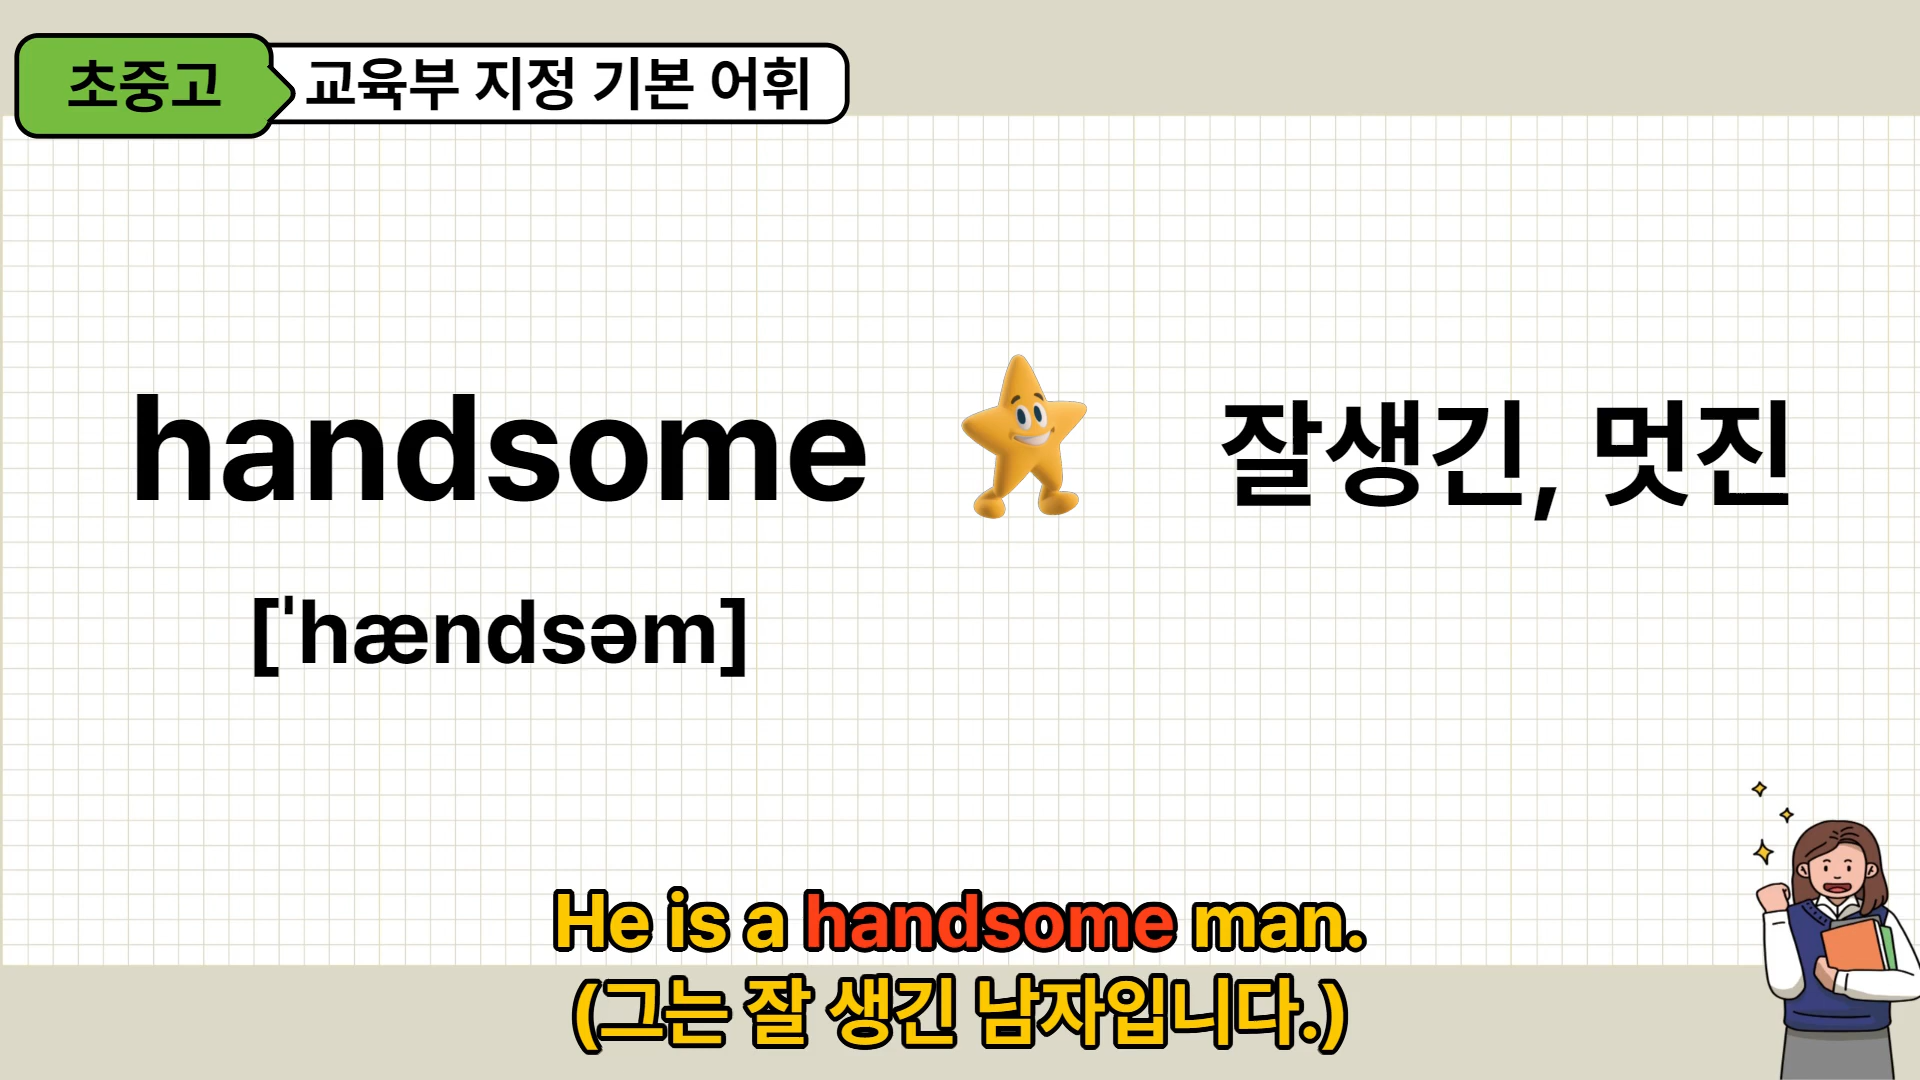 초중고 교육부 지정 기본 어휘
handsome 잘생긴, 멋진
[ˈhændsəm]
He is a handsome man.
(그는 잘 생긴 남자입니다.)